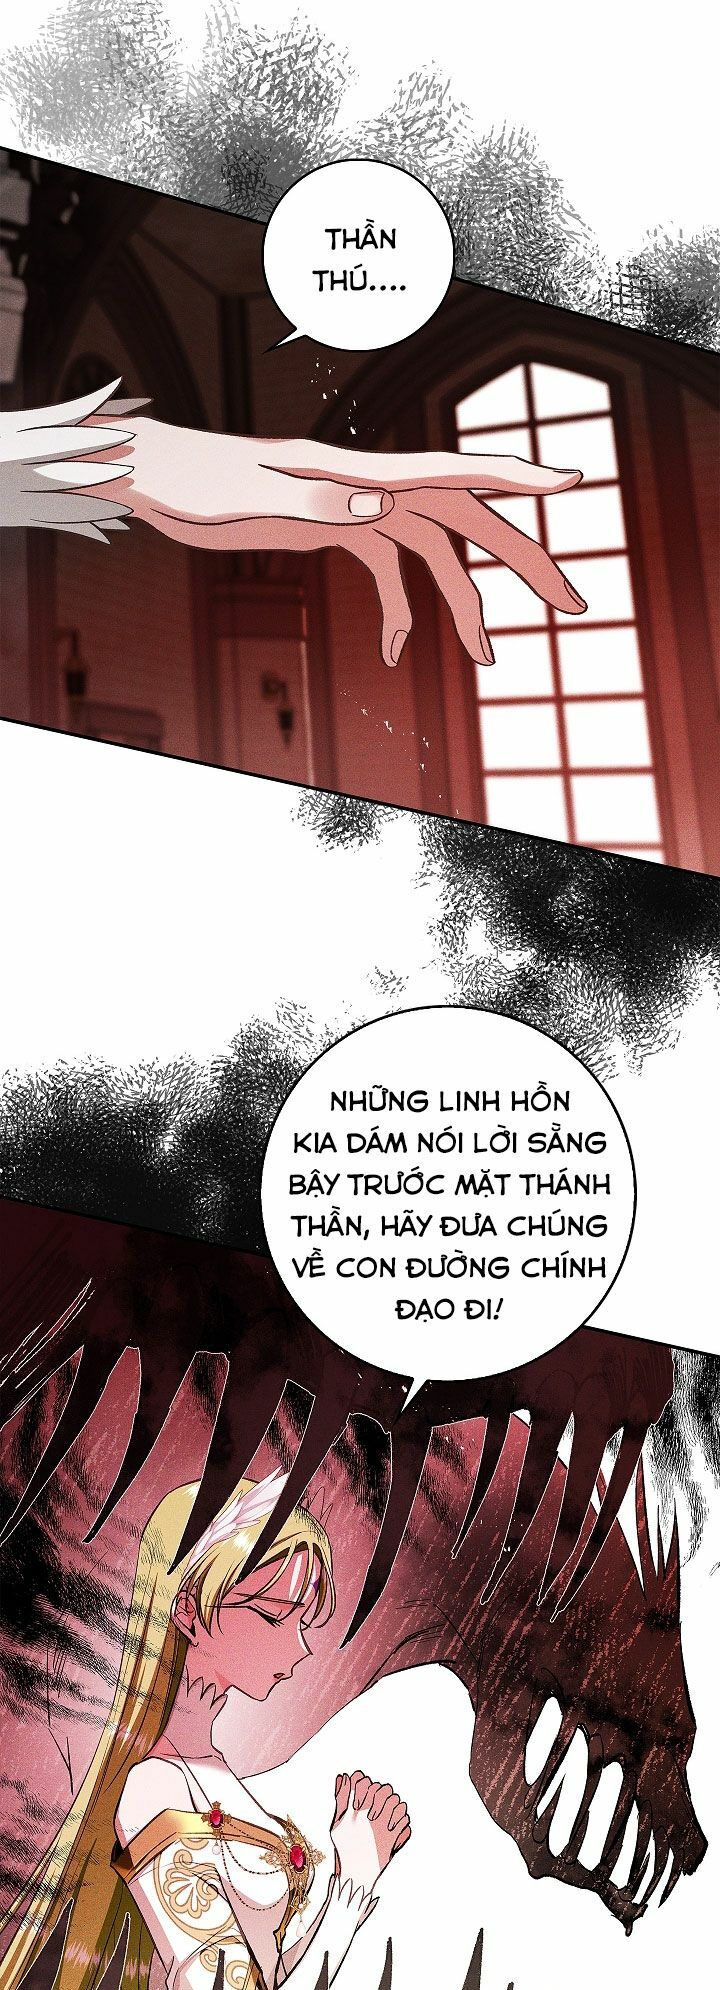 THẦN
THÚ....
NHỮNG LINH HỒN
KIA DÁM NÓI LỜI SẰNG
BẬY TRƯỚC MẶT THÁNH
THẦN, HÃY ĐƯA CHÚNG
VỀ CON ĐƯỜNG CHÍNH
ĐẠO ĐI!